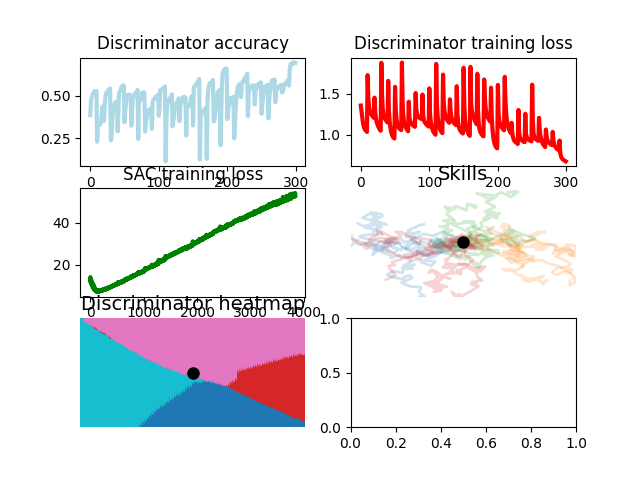 Discriminator accuracy
0.50
0.25
0 100 200 300
Discriminator training loss
1.5
1.0
0 100 200 300
SAC training loss
40
20
0 1000 2000 3000 4000
Skills
Discriminator heatmap
1.0
0.5
0.0
0.0 0.2 0.4 0.6 0.8 1.0